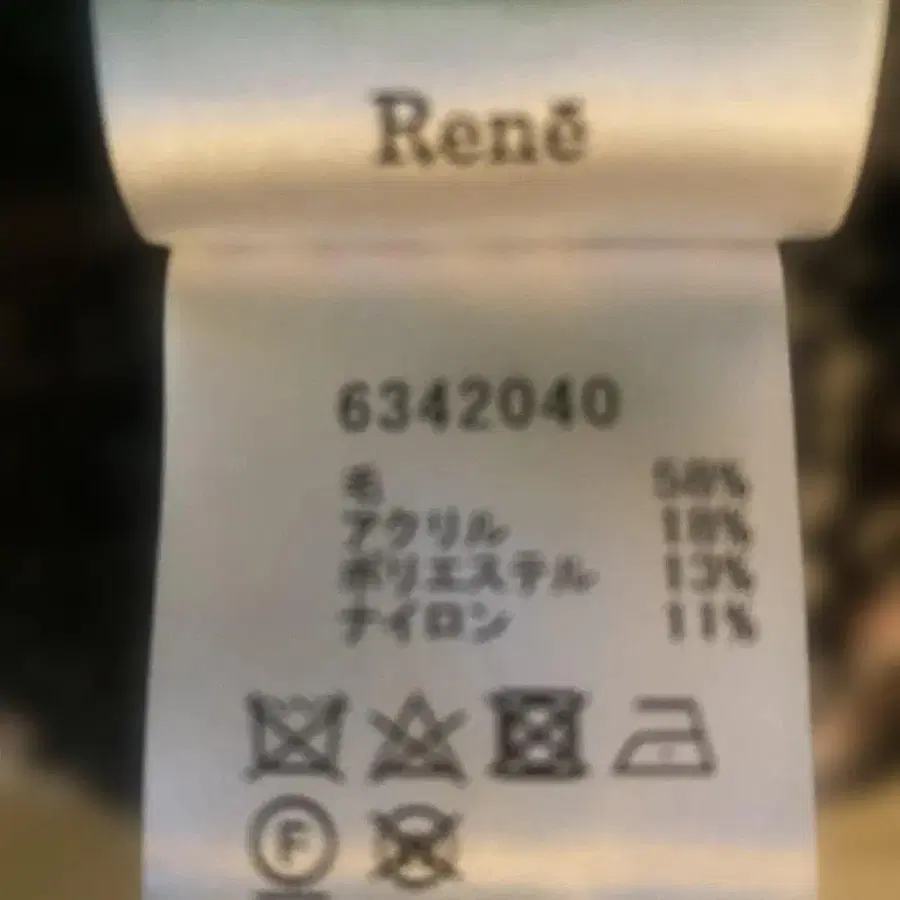 René
6342040
毛 58%
アクリル 18%
ポリエステル 13%
ナイロン 11%
F